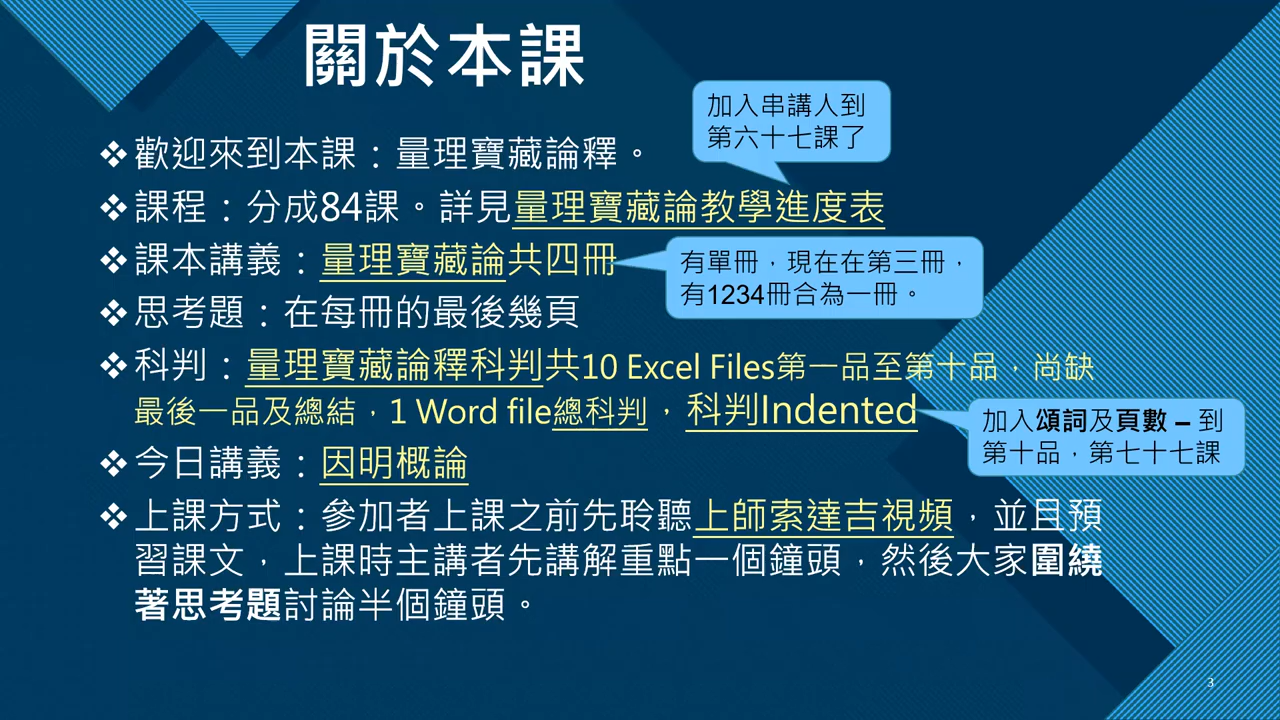 關於本課
加入串講人到
第六十七課了
❖歡迎來到本課：量理寶藏論釋。
❖課程：分成84課。詳見量理寶藏論教學進度表
❖課本講義：量理寶藏論共四冊
有單冊，現在在第三冊，
有1234冊合為一冊。
❖思考題：在每冊的最後幾頁
❖科判：量理寶藏論釋科判共10 Excel Files第一品至第十品，尚缺
最後一品及總結，1 Word file總科判，科判Indented
加入頌詞及頁數 – 到
第十品，第七十七課
❖今日講義：因明概論
❖上課方式：參加者上課之前先聆聽上師索達吉視頻，並且預
習課文，上課時主講者先講解重點一個鐘頭，然後大家圍繞
著思考題討論半個鐘頭。
3